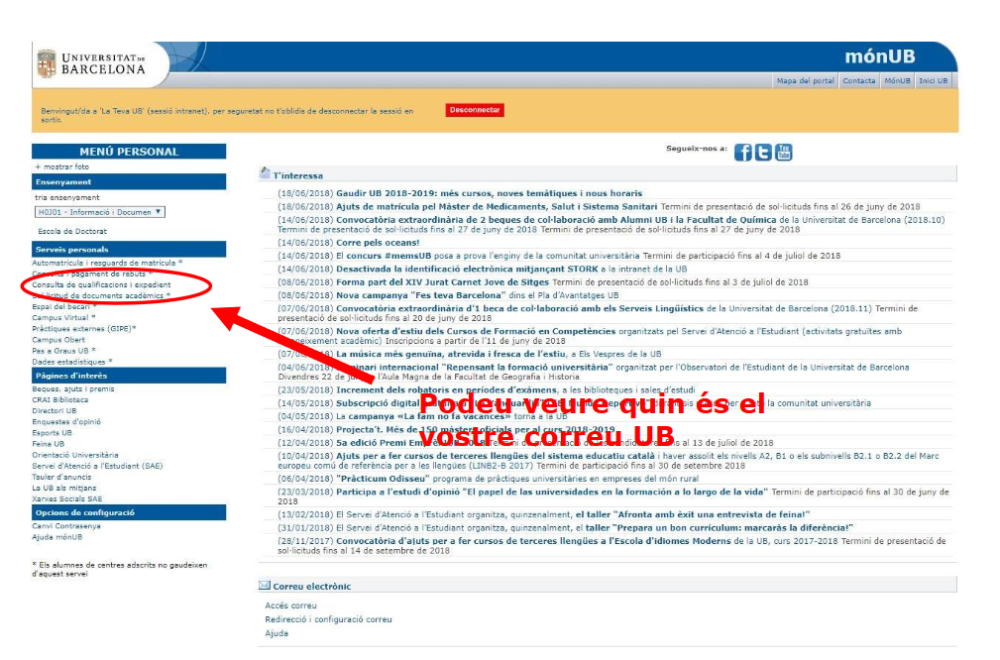 UNIVERSITAT DE
BARCELONA
mónUB
Mapa del portal
Contacta
MónUB
Inici UB
Benvingut/da a 'La Teva UB' (sessió intranet), per seguretat no t'oblidis de desconnectar la sessió en
sortir.
Desconnectar
MENÚ PERSONAL
+ mostrar foto
Ensenyament
tria ensenyament
H0J01 - Informació i Documen ▼
Escola de Doctorat
Serveis personals
Automatrícula i resguards de matrícula *
Consulta i pagament de rebuts *
Consulta de qualificacions i expedient
Sol·licitud de documents acadèmics *
Espai del becari *
Campus Virtual *
Pràctiques externes (GIPE)*
Campus Obert
Pas a Graus UB *
Dades estadístiques *
Pàgines d'interès
Beques, ajuts i premis
CRAI Biblioteca
Directori UB
Enquestes d'opinió
Esports UB
Feina UB
Orientació Universitària
Servei d'Atenció a l'Estudiant (SAE)
Tauler d'anuncis
La UB als mitjans
Xarxes Socials SAE
Opcions de configuració
Canvi Contrasenya
Ajuda mónUB
* Els alumnes de centres adscrits no gaudeixen
d'aquest servei
Segueix-nos a:
You
Tube
T'interessa
(18/06/2018) Gaudir UB 2018-2019: més cursos, noves temàtiques i nous horaris
(18/06/2018) Ajuts de matrícula pel Màster de Medicaments, Salut i Sistema Sanitari Termini de presentació de sol·licituds fins al 26 de juny de 2018
(14/06/2018) Convocatòria extraordinària de 2 beques de col·laboració amb Alumni UB i la Facultat de Química de la Universitat de Barcelona (2018.10)
Termini de presentació de sol·licituds fins al 27 de juny de 2018 Termini de presentació de sol·licituds fins al 27 de juny de 2018
(14/06/2018) Corre pels oceans!
(14/06/2018) El concurs #memsUB posa a prova l'enginy de la comunitat universitària Termini de participació fins al 4 de juliol de 2018
(14/06/2018) Desactivada la identificació electrònica mitjançant STORK a la intranet de la UB
(08/06/2018) Forma part del XIV Jurat Carnet Jove de Sitges Termini de presentació de sol·licituds fins al 3 de juliol de 2018
(08/06/2018) Nova campanya "Fes teva Barcelona" dins el Pla d'Avantatges UB
(07/06/2018) Convocatòria extraordinària d'1 beca de col·laboració amb els Serveis Lingüístics de la Universitat de Barcelona (2018.11) Termini de
presentació de sol·licituds fins al 20 de juny de 2018
(07/06/2018) Nova oferta d'estiu dels Cursos de Formació en Competències organitzats pel Servei d'Atenció a l'Estudiant (activitats gratuïtes amb
reconeixement acadèmic) Inscripcions a partir de l'11 de juny de 2018
(07/06/2018) La música més genuïna, atrevida i fresca de l'estiu, a Els Vespres de la UB
(04/06/2018) Seminari internacional "Repensant la formació universitària" organitzat per l'Observatori de l'Estudiant de la Universitat de Barcelona
Divendres 22 de juny a l'Aula Magna de la Facultat de Geografia i Història
(23/05/2018) Increment dels robatoris en períodes d'exàmens, a les biblioteques i sales d'estudi
(14/05/2018) Subscripció digital la comunitat universitària
Podeu veure quin és el
vostre correu UB
(04/05/2018) La campanya «La fam no fa vacances» torna a la UB
(16/04/2018) Projecta't. Més de 150 màsters oficials per al curs 2018-2019
(12/04/2018) 5a edició Premi fins al 13 de juliol de 2018
(10/04/2018) Ajuts per a fer cursos de terceres llengües del sistema educatiu català i haver assolit els nivells A2, B1 o els subnivells B2.1 o B2.2 del Marc
europeu comú de referència per a les llengües (LINB2-B 2017) Termini de participació fins al 30 de setembre 2018
(06/04/2018) "Pràcticum Odisseu" programa de pràctiques universitàries en empreses del món rural
(23/03/2018) Participa a l'estudi d'opinió "El papel de las universidades en la formación a lo largo de la vida" Termini de participació fins al 30 de juny de
2018
(13/02/2018) El Servei d'Atenció a l'Estudiant organitza, quinzenalment, el taller "Afronta amb èxit una entrevista de feina!"
(31/01/2018) El Servei d'Atenció a l'Estudiant organitza, quinzenalment, el taller "Prepara un bon currículum: marcaràs la diferència!"
(28/11/2017) Convocatòria d'ajuts per a fer cursos de terceres llengües a l'Escola d'Idiomes Moderns de la UB, curs 2017-2018 Termini de presentació de
sol·licituds fins al 14 de setembre de 2018
Correu electrònic
Accés correu
Redirecció i configuració correu
Ajuda